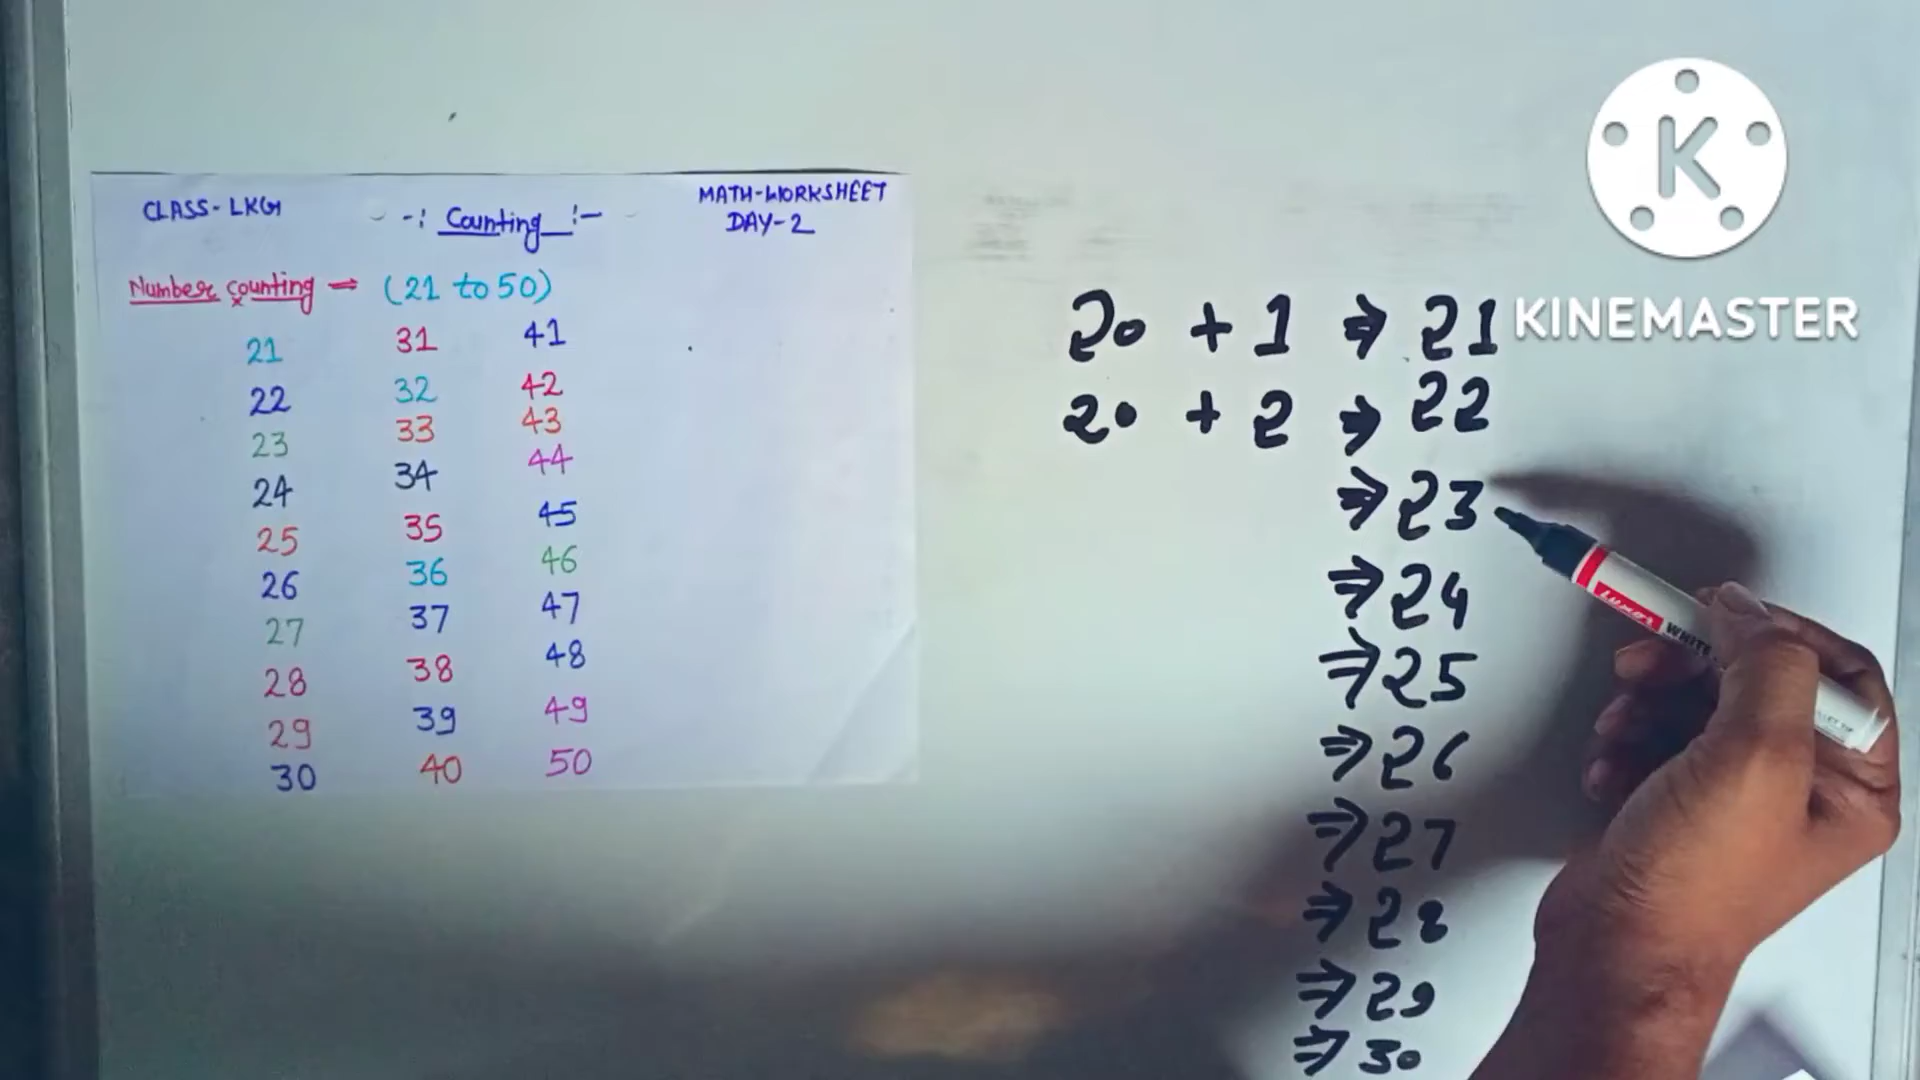 CLASS-LKG
-: Counting :-
MATH-WORKSHEET
DAY-2
Number counting → (21 to 50)
21 31 41
22 32 42
23 33 43
24 34 44
25 35 45
26 36 46
27 37 47
28 38 48
29 39 49
30 40 50
20 + 1 ⇒ 21
20 + 2 ⇒ 22
⇒ 23
⇒ 24
⇒ 25
⇒ 26
⇒ 27
⇒ 28
⇒ 29
⇒ 30
K
KINEMASTER
LUXOR
WHITE